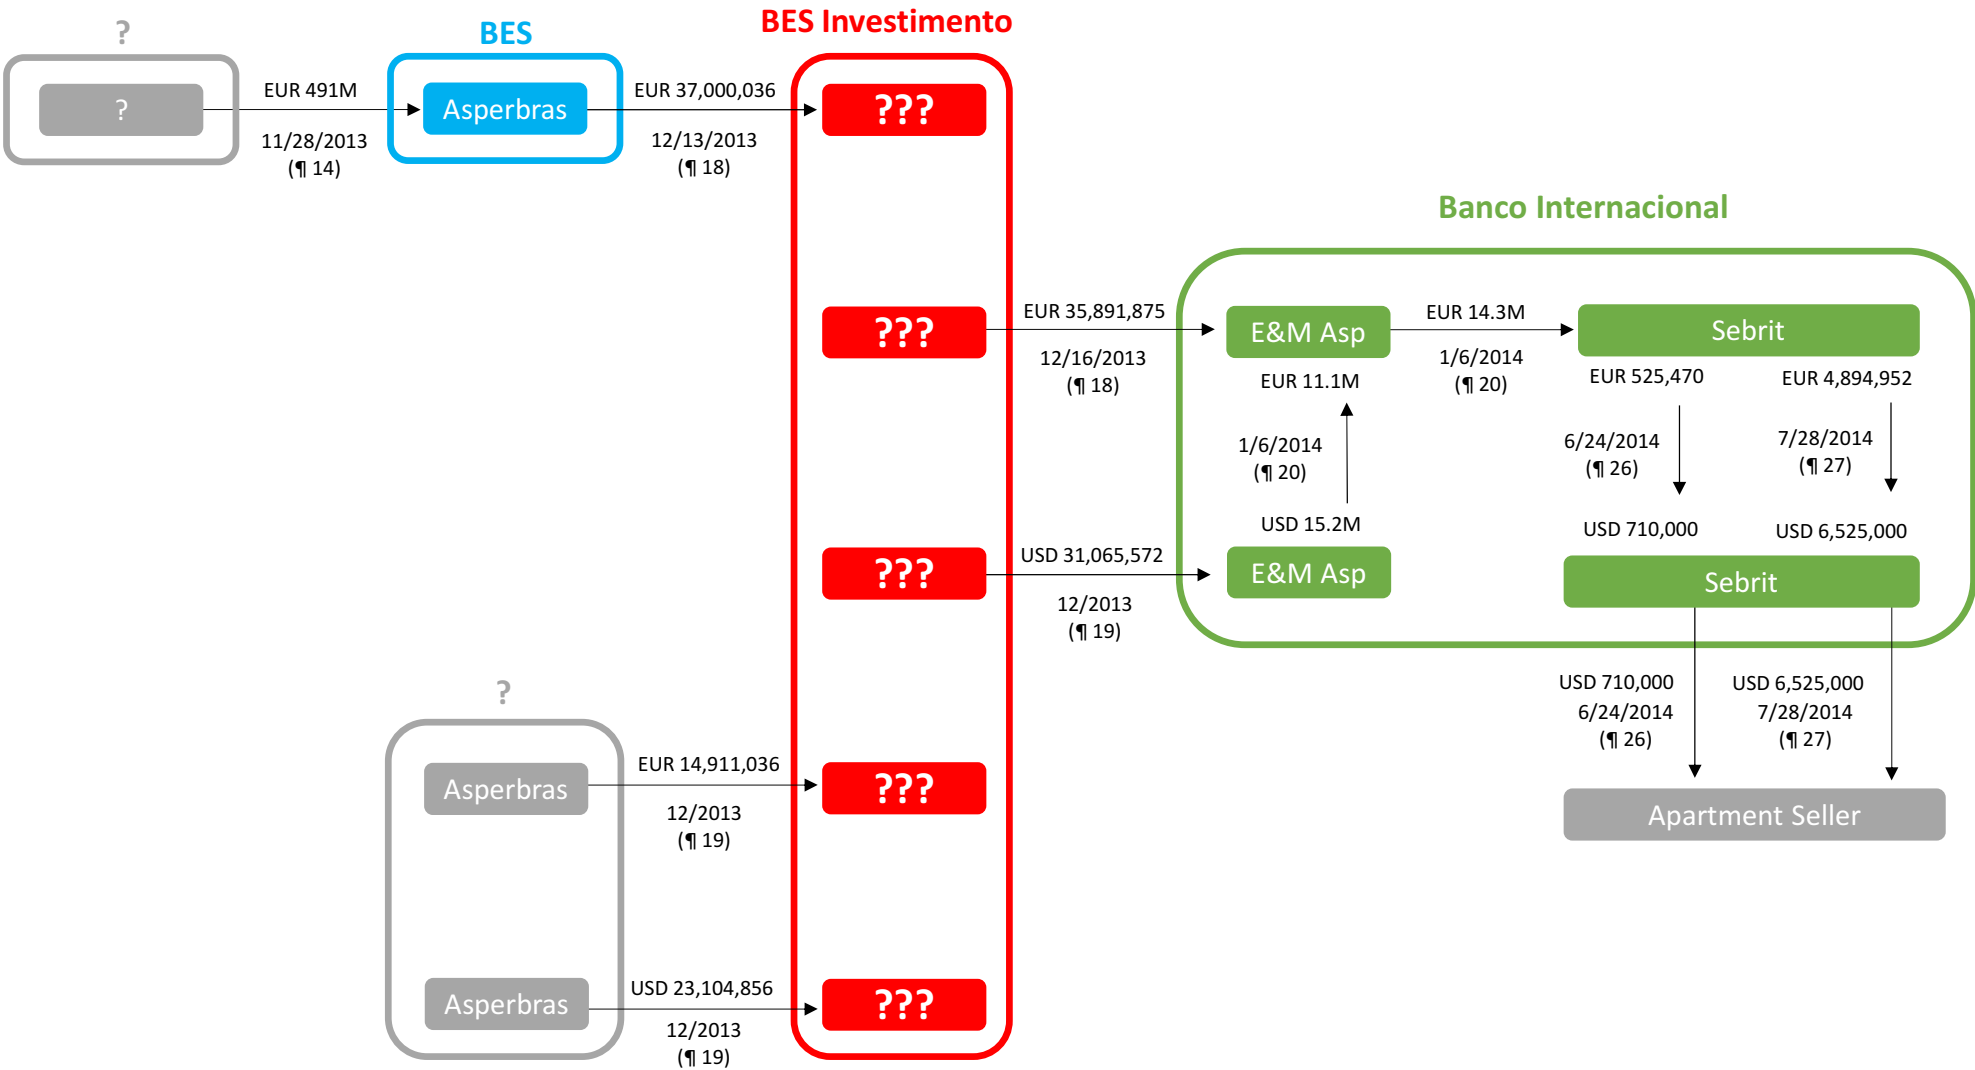 ?
BES
BES Investimento
?
EUR 491M
11/28/2013
(¶ 14)
Asperbras
EUR 37,000,036
12/13/2013
(¶ 18)
???
Banco Internacional
???
EUR 35,891,875
12/16/2013
(¶ 18)
E&M Asp
EUR 14.3M
1/6/2014
(¶ 20)
Sebrit
EUR 11.1M
1/6/2014
(¶ 20)
USD 15.2M
EUR 525,470
6/24/2014
(¶ 26)
USD 710,000
EUR 4,894,952
7/28/2014
(¶ 27)
USD 6,525,000
???
USD 31,065,572
12/2013
(¶ 19)
E&M Asp
Sebrit
USD 710,000
6/24/2014
(¶ 26)
USD 6,525,000
7/28/2014
(¶ 27)
Apartment Seller
?
Asperbras
EUR 14,911,036
12/2013
(¶ 19)
???
Asperbras
USD 23,104,856
12/2013
(¶ 19)
???